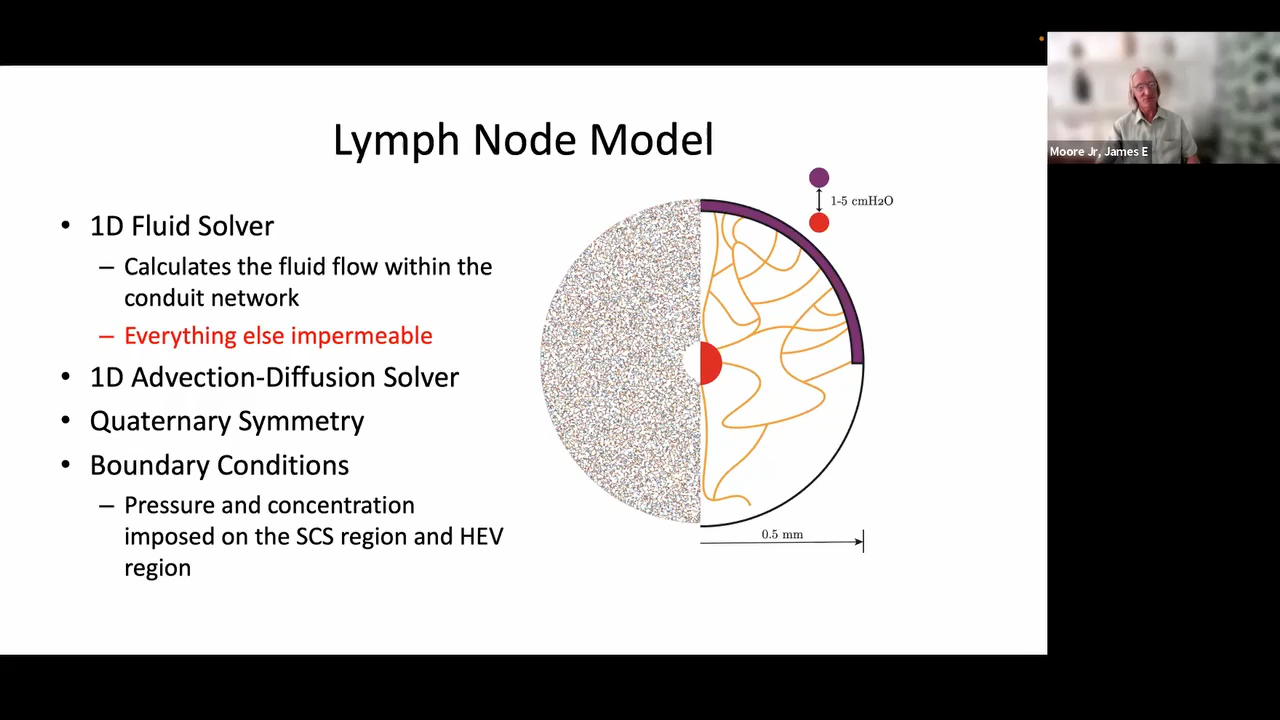 Lymph Node Model
• 1D Fluid Solver
– Calculates the fluid flow within the
conduit network
– Everything else impermeable
• 1D Advection-Diffusion Solver
• Quaternary Symmetry
• Boundary Conditions
– Pressure and concentration
imposed on the SCS region and HEV
region
1-5 cmH2O
0.5 mm
Moore Jr, James E